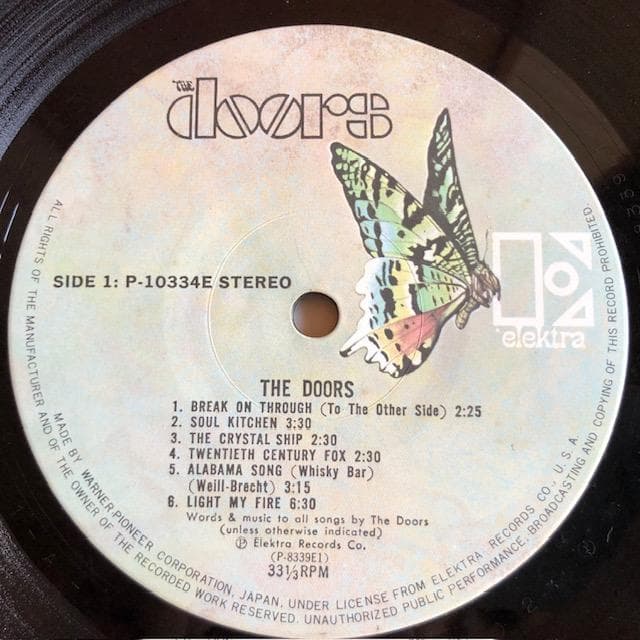 THE
doors
SIDE 1: P-10334E STEREO
elektra
THE DOORS
1. BREAK ON THROUGH (To The Other Side) 2:25
2. SOUL KITCHEN 3:30
3. THE CRYSTAL SHIP 2:30
4. TWENTIETH CENTURY FOX 2:30
5. ALABAMA SONG (Whisky Bar)
(Weill-Brecht) 3:15
6. LIGHT MY FIRE 6:30
Words & music to all songs by The Doors
(unless otherwise indicated)
Ⓟ Elektra Records Co.
(P-8339E1)
33⅓RPM
MADE BY WARNER-PIONEER CORPORATION, JAPAN, UNDER LICENSE FROM ELEKTRA RECORDS CO., U.S.A.
ALL RIGHTS OF THE MANUFACTURER AND OF THE OWNER OF THE RECORDED WORK RESERVED. UNAUTHORIZED PUBLIC PERFORMANCE, BROADCASTING AND COPYING OF THIS RECORD PROHIBITED.